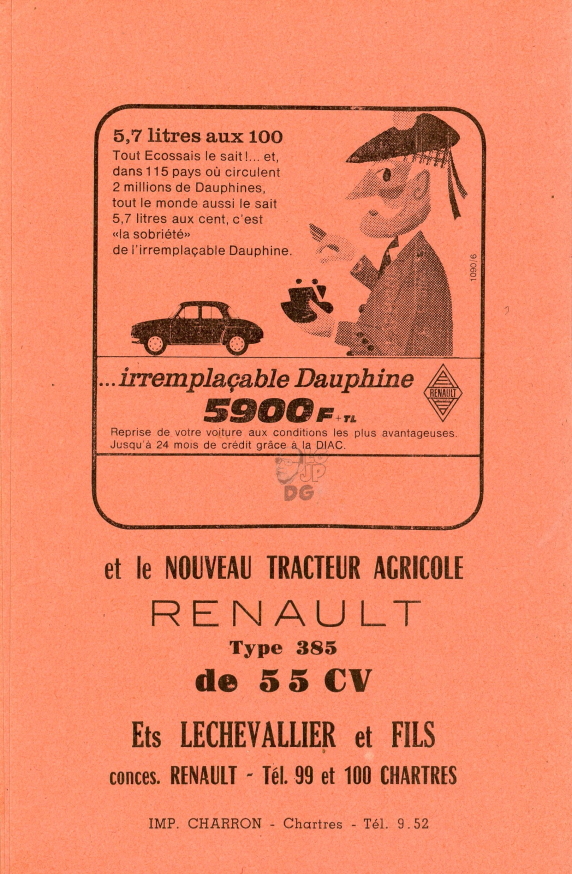 5,7 litres aux 100
Tout Ecossais le sait!... et,
dans 115 pays où circulent
2 millions de Dauphines,
tout le monde aussi le sait
5,7 litres aux cent, c'est
«la sobriété»
de l'irremplaçable Dauphine.
1090/6
...irremplaçable Dauphine
RENAULT
5900F+TL
Reprise de votre voiture aux conditions les plus avantageuses.
Jusqu'à 24 mois de crédit grâce à la DIAC.
JP
DG
et le NOUVEAU TRACTEUR AGRICOLE
RENAULT
Type 385
de 55 CV
Ets LECHEVALLIER et FILS
conces. RENAULT - Tél. 99 et 100 CHARTRES
IMP. CHARRON - Chartres - Tél. 9.52